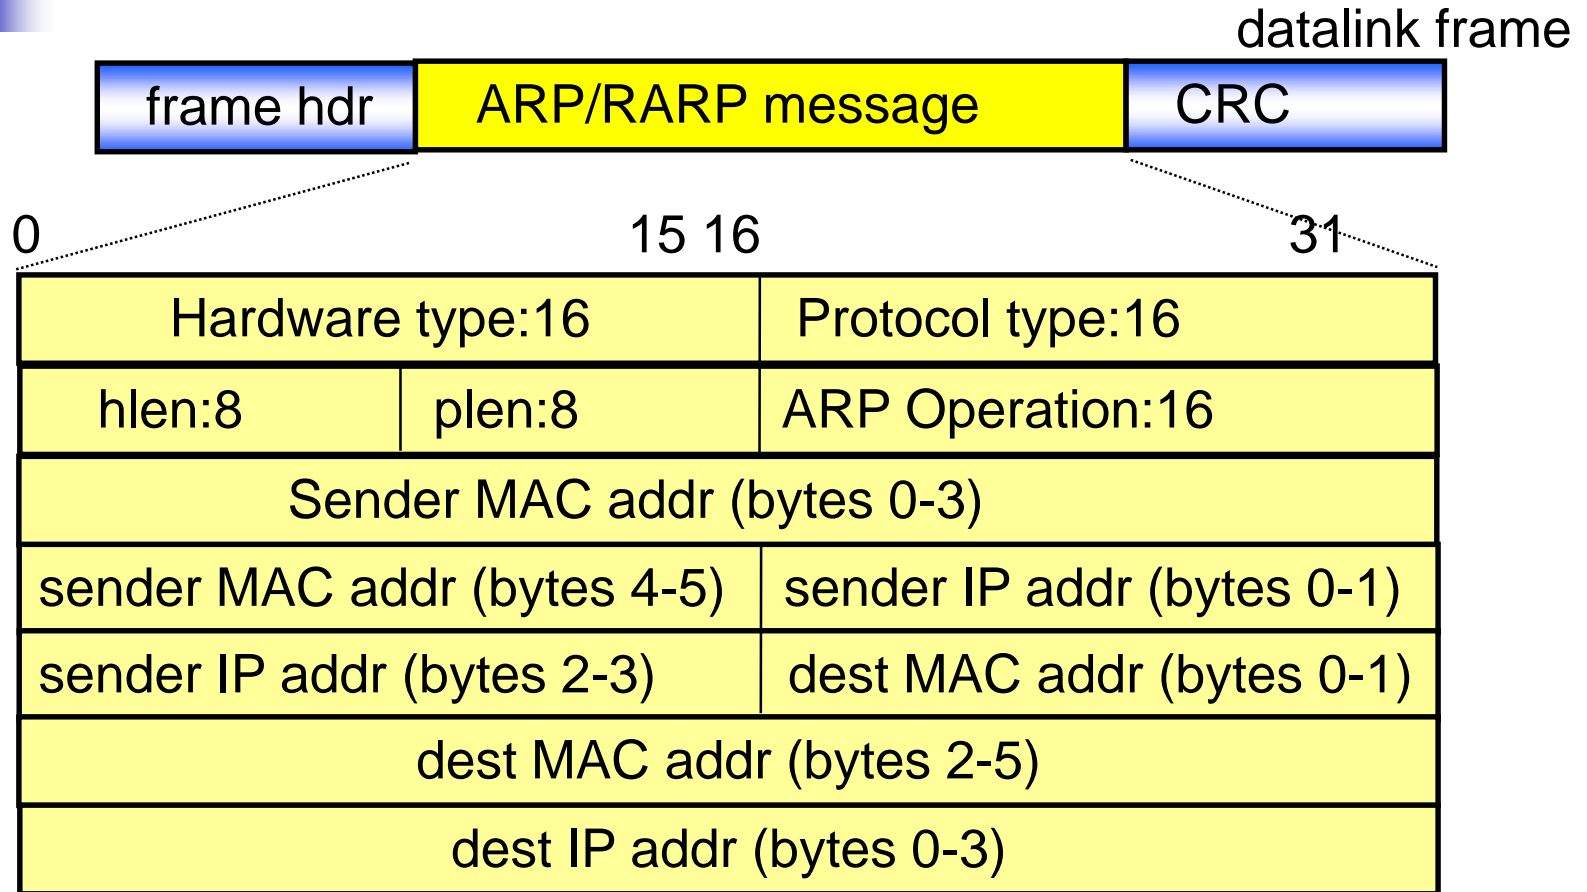 datalink frame
frame hdr ARP/RARP message CRC
0 15 16 31
Hardware type:16 Protocol type:16
hlen:8 plen:8 ARP Operation:16
Sender MAC addr (bytes 0-3)
sender MAC addr (bytes 4-5) sender IP addr (bytes 0-1)
sender IP addr (bytes 2-3) dest MAC addr (bytes 0-1)
dest MAC addr (bytes 2-5)
dest IP addr (bytes 0-3)